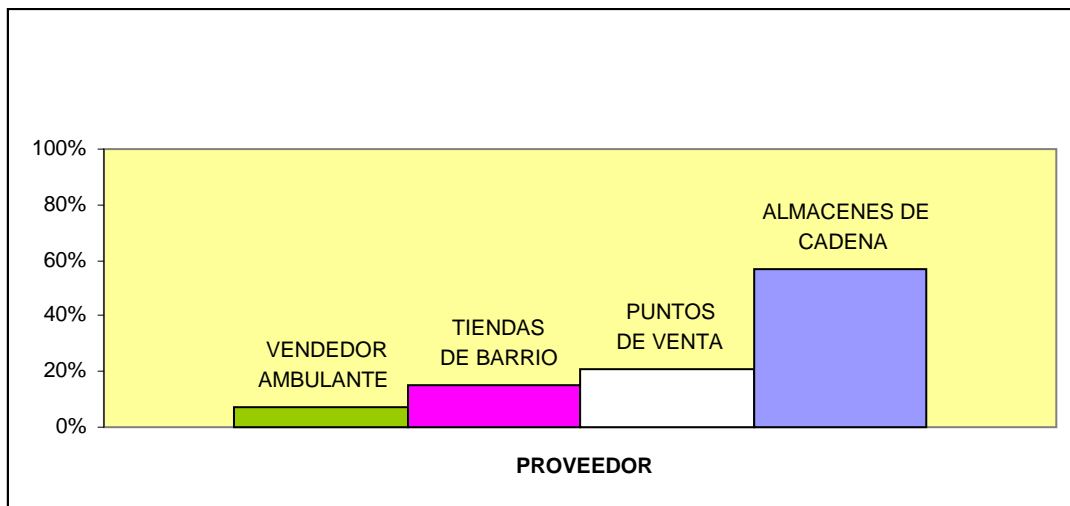 100%
80%
60%
40%
20%
0%
VENDEDOR
AMBULANTE
TIENDAS
DE BARRIO
PUNTOS
DE VENTA
ALMACENES DE
CADENA
PROVEEDOR